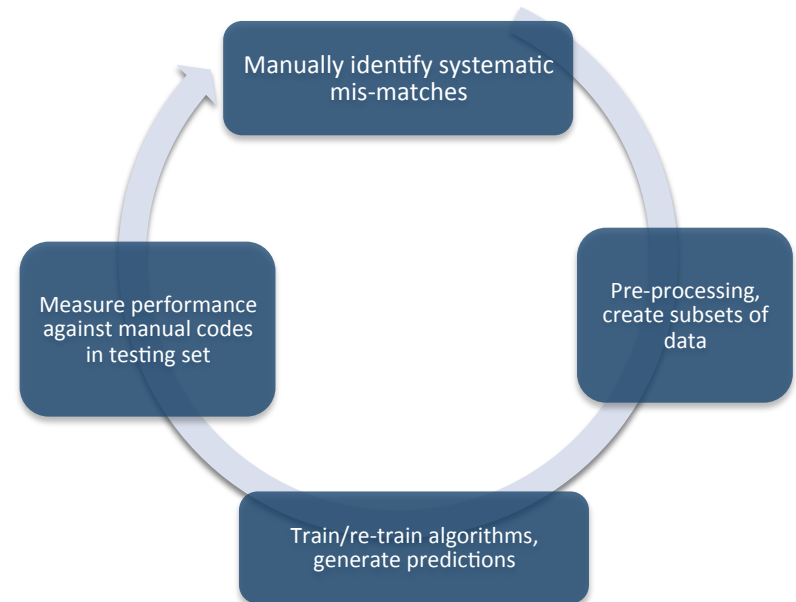 Manually identify systematic
mis-matches
Pre-processing,
create subsets of
data
Train/re-train algorithms,
generate predictions
Measure performance
against manual codes
in testing set